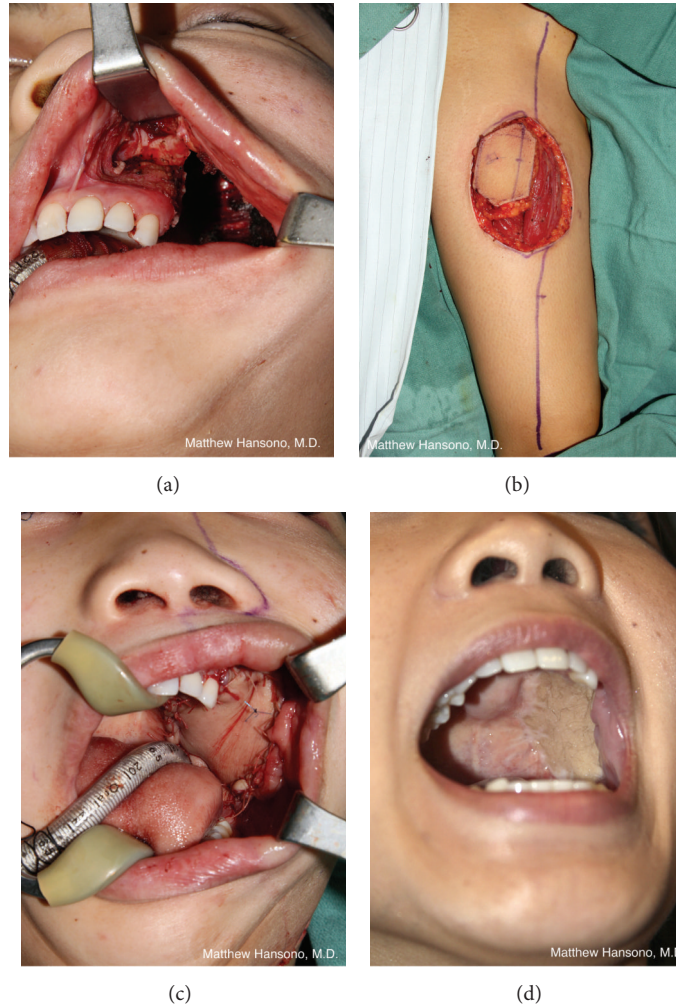 Matthew Hansono, M.D.
Matthew Hansono, M.D.
(a)
(b)
Matthew Hansono, M.D.
Matthew Hansono, M.D
(c)
(d)